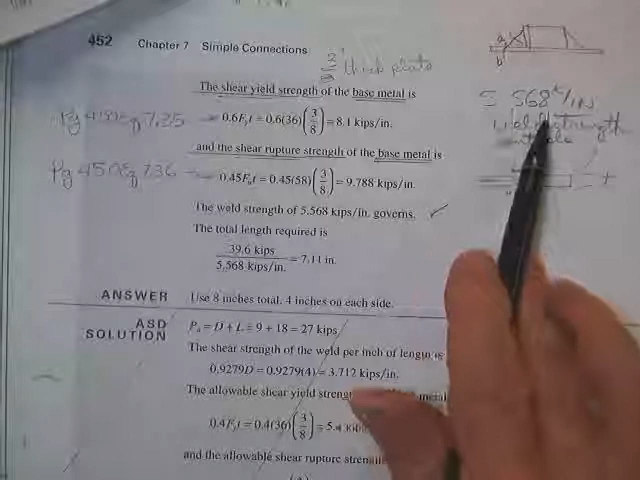 452 Chapter 7 Simple Connections
3/8" thick plate
The shear yield strength of the base metal is
0.6Fyt = 0.6(36)(3/8) = 8.1 kips/in.
and the shear rupture strength of the base metal is
0.45Fut = 0.45(58)(3/8) = 9.788 kips/in.
The weld strength of 5.568 kips/in. governs. ✓
The total length required is
39.6 kips
5.568 kips/in.
= 7.11 in.
ANSWER Use 8 inches total. 4 inches on each side.
ASD
SOLUTION
Pa = D + L = 9 + 18 = 27 kips
The shear strength of the weld per inch of length is
0.9279D = 0.9279(4) = 3.712 kips/in.
The allowable shear yield
metal
0.4Fyt = 0.4(36)(3/8) = 5.4
and the allowable shear rupture
5.568 k/IN
a
b